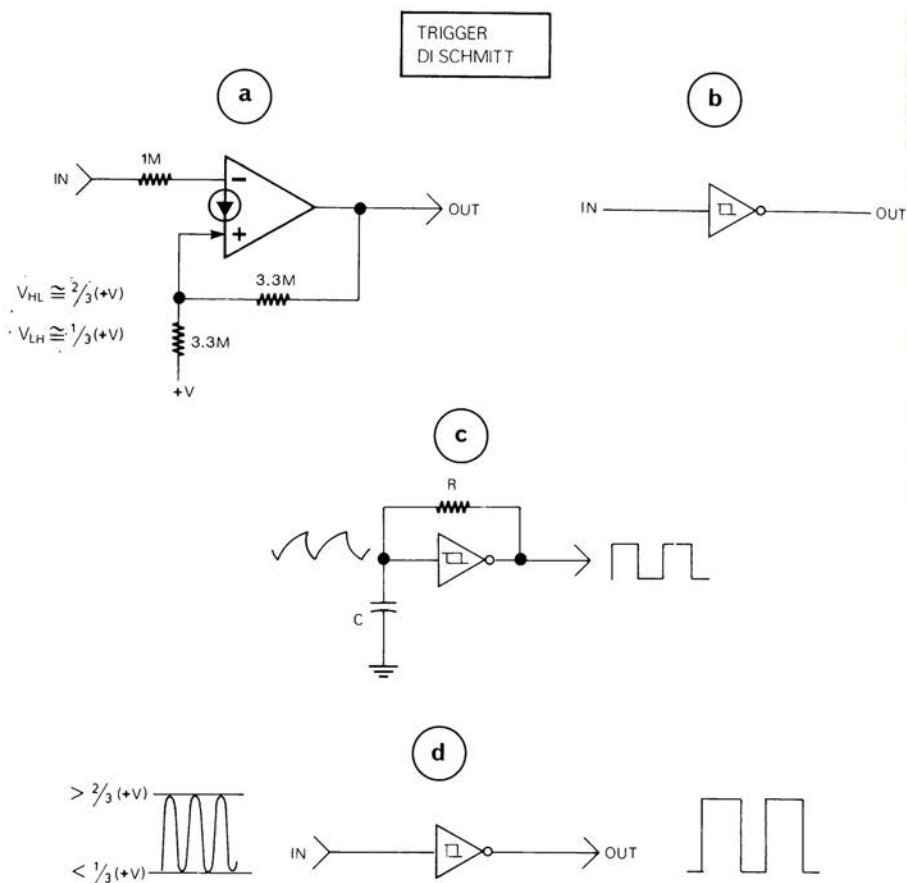 TRIGGER
DI SCHMITT
a
b
1M
IN
−
+
OUT
3.3M
V_HL ≅ 2/3 (+V)
V_LH ≅ 1/3 (+V)
3.3M
+V
IN
OUT
c
R
C
d
> 2/3 (+V)
< 1/3 (+V)
IN
OUT